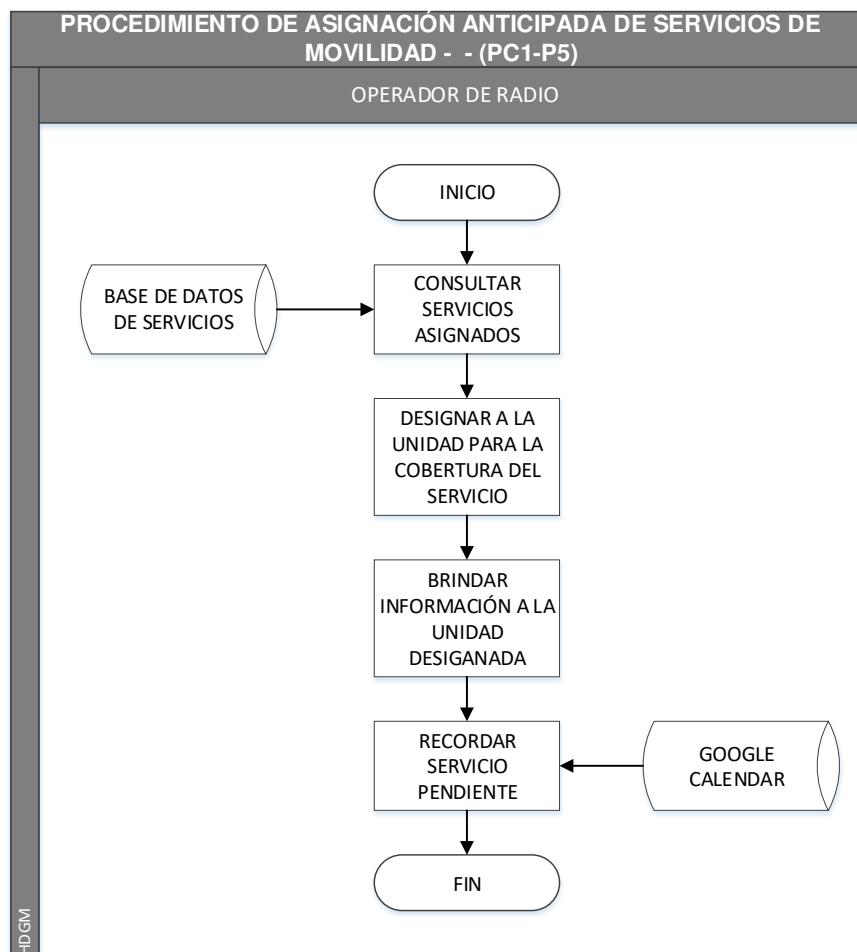 PROCEDIMIENTO DE ASIGNACIÓN ANTICIPADA DE SERVICIOS DE
MOVILIDAD - - (PC1-P5)
OPERADOR DE RADIO
INICIO
BASE DE DATOS
DE SERVICIOS
CONSULTAR
SERVICIOS
ASIGNADOS
DESIGNAR A LA
UNIDAD PARA LA
COBERTURA DEL
SERVICIO
BRINDAR
INFORMACIÓN A LA
UNIDAD
DESIGANADA
RECORDAR
SERVICIO
PENDIENTE
GOOGLE
CALENDAR
FIN
HDGM